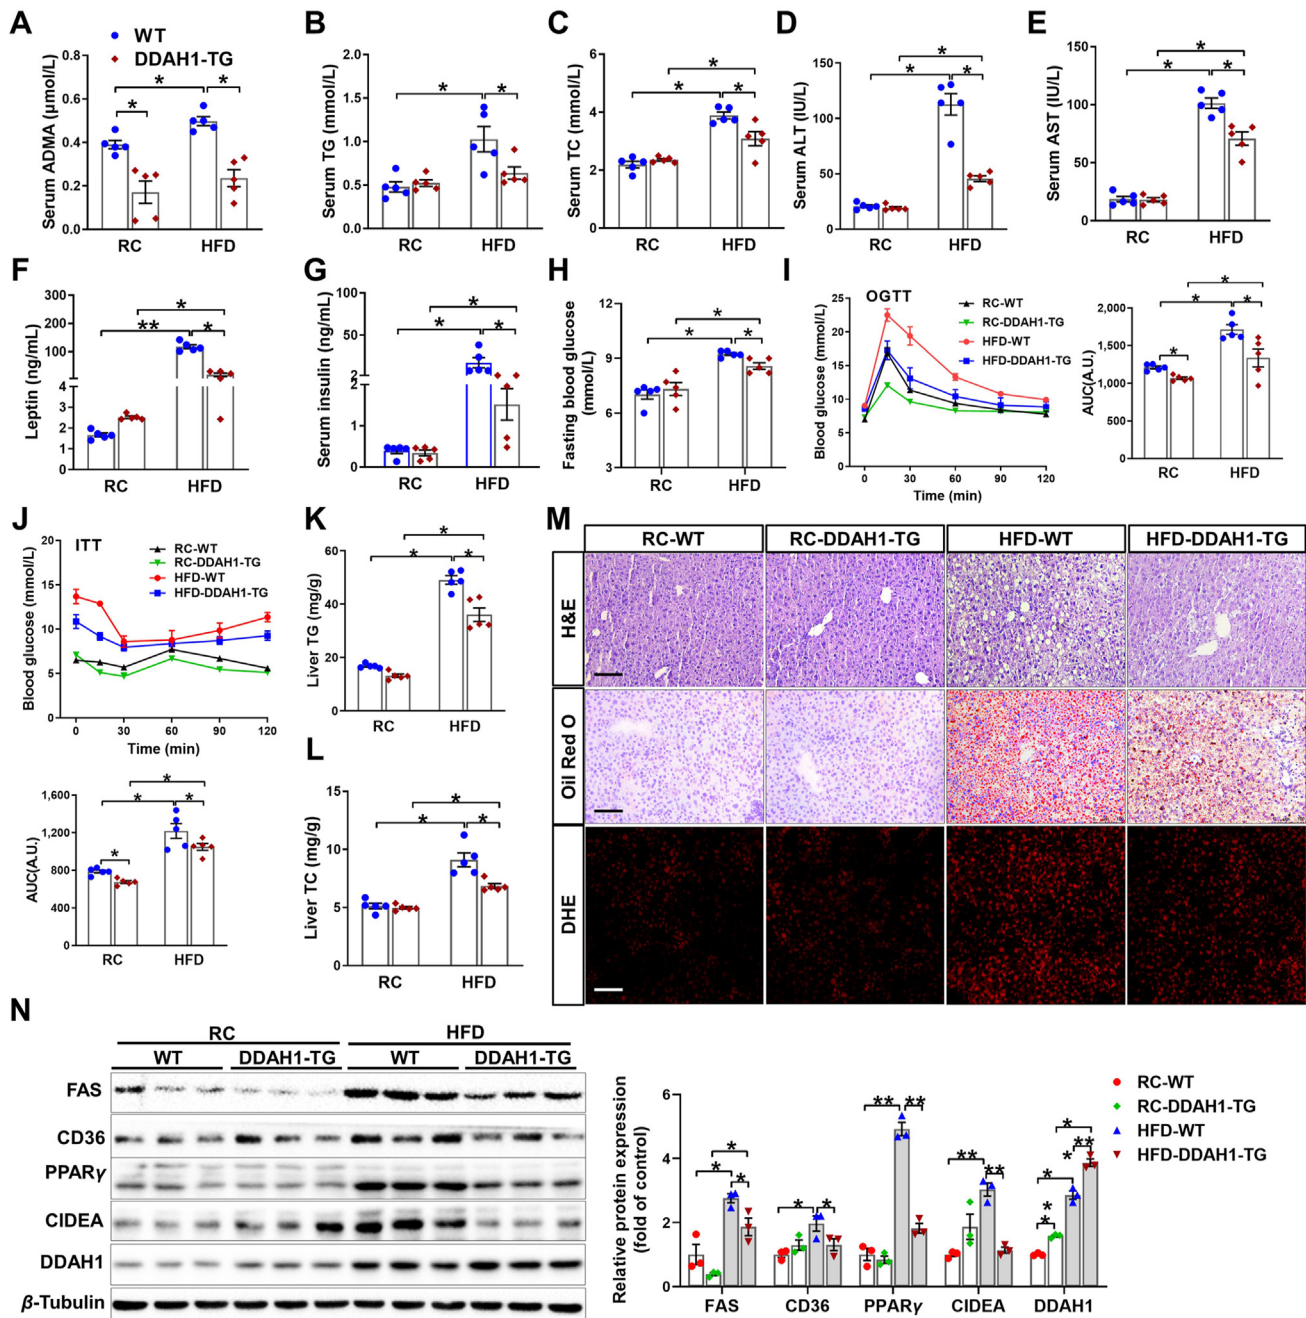 A
WT
DDAH1-TG
Serum ADMA (μmol/L)
0.8
0.6
0.4
0.2
0.0
* * *
RC HFD
B
Serum TG (mmol/L)
2.0
1.5
1.0
0.5
0.0
* *
RC HFD
C
Serum TC (mmol/L)
6
4
2
0
* * *
RC HFD
D
Serum ALT (IU/L)
150
100
50
0
* * *
RC HFD
E
Serum AST (IU/L)
150
100
50
0
* * *
RC HFD
F
Leptin (ng/mL)
300
200
100
4
3
2
1
0
* ** *
RC HFD
G
Serum insulin (ng/mL)
100
50
2
2
1
0
* * *
RC HFD
H
Fasting blood glucose
(mmol/L)
9
6
3
* * *
RC HFD
I
OGTT
RC-WT
RC-DDAH1-TG
HFD-WT
HFD-DDAH1-TG
Blood glucose (mmol/L)
25
20
15
10
5
0
0 30 60 90 120
Time (min)
AUC(A.U.)
2,000
1,500
1,000
500
0
* * * *
RC HFD
J
ITT
RC-WT
RC-DDAH1-TG
HFD-WT
HFD-DDAH1-TG
Blood glucose (mmol/L)
20
15
10
5
0
0 30 60 90 120
Time (min)
AUC(A.U.)
1,600
1,200
800
400
0
* * * *
RC HFD
K
Liver TG (mg/g)
60
40
20
0
* * *
RC HFD
L
Liver TC (mg/g)
15
10
5
0
* * *
RC HFD
M
RC-WT RC-DDAH1-TG HFD-WT HFD-DDAH1-TG
H&E
Oil Red O
DHE
N
RC HFD
WT DDAH1-TG WT DDAH1-TG
FAS
CD36
PPARγ
CIDEA
DDAH1
β-Tubulin
Relative protein expression
(fold of control)
6
4
2
0
* * *
* *
** **
** **
* ** * * * *
FAS CD36 PPARγ CIDEA DDAH1
RC-WT
RC-DDAH1-TG
HFD-WT
HFD-DDAH1-TG